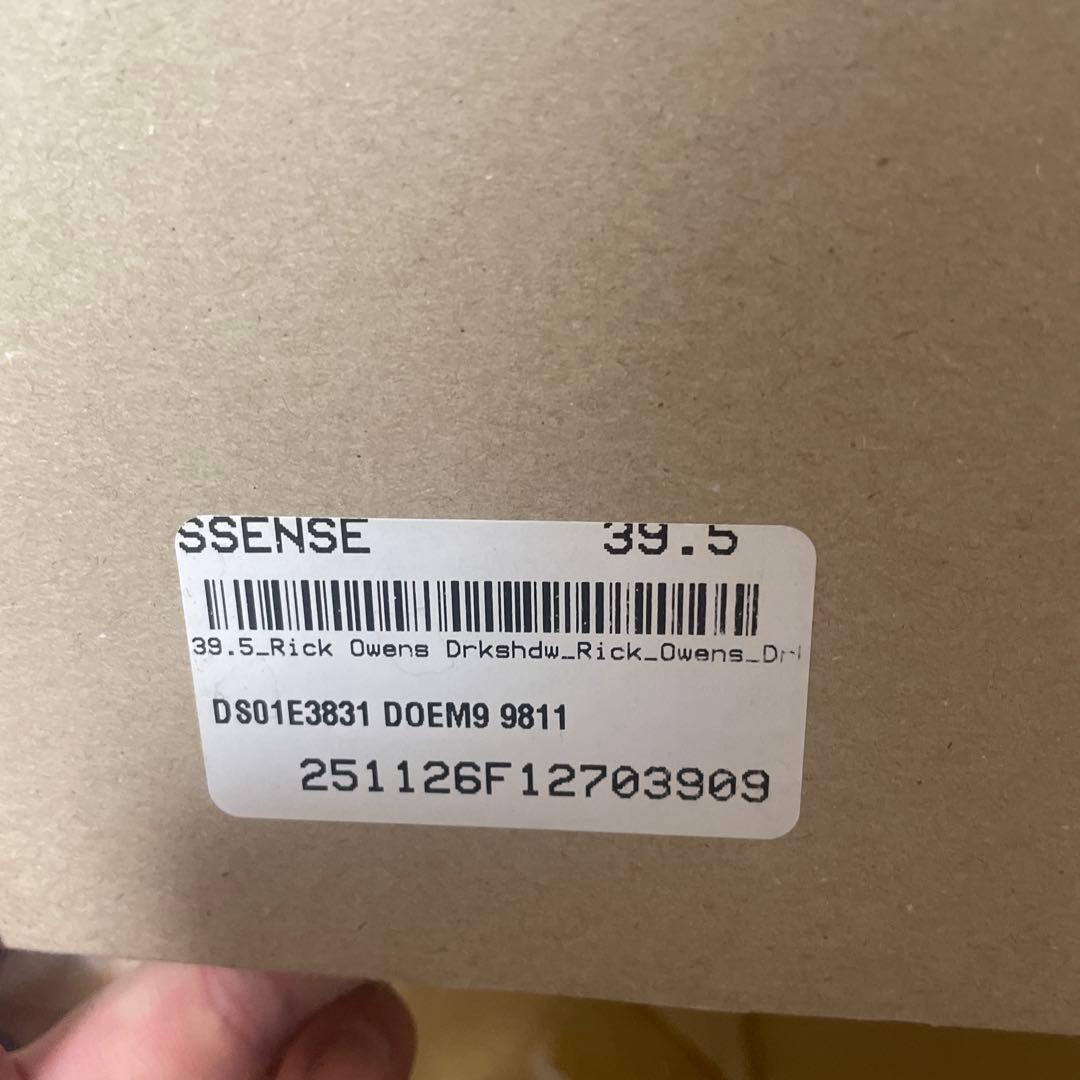 SSENSE 39.5
39.5_Rick Owens Drkshdw_Rick_Owens_Dr
DS01E3831 DOEM9 9811
251126F12703909